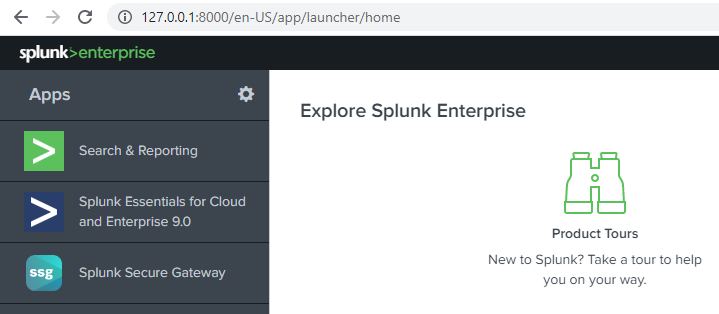 127.0.0.1:8000/en-US/app/launcher/home
splunk>enterprise
Apps
Search & Reporting
Splunk Essentials for Cloud
and Enterprise 9.0
ssg
Splunk Secure Gateway
Explore Splunk Enterprise
Product Tours
New to Splunk? Take a tour to help
you on your way.